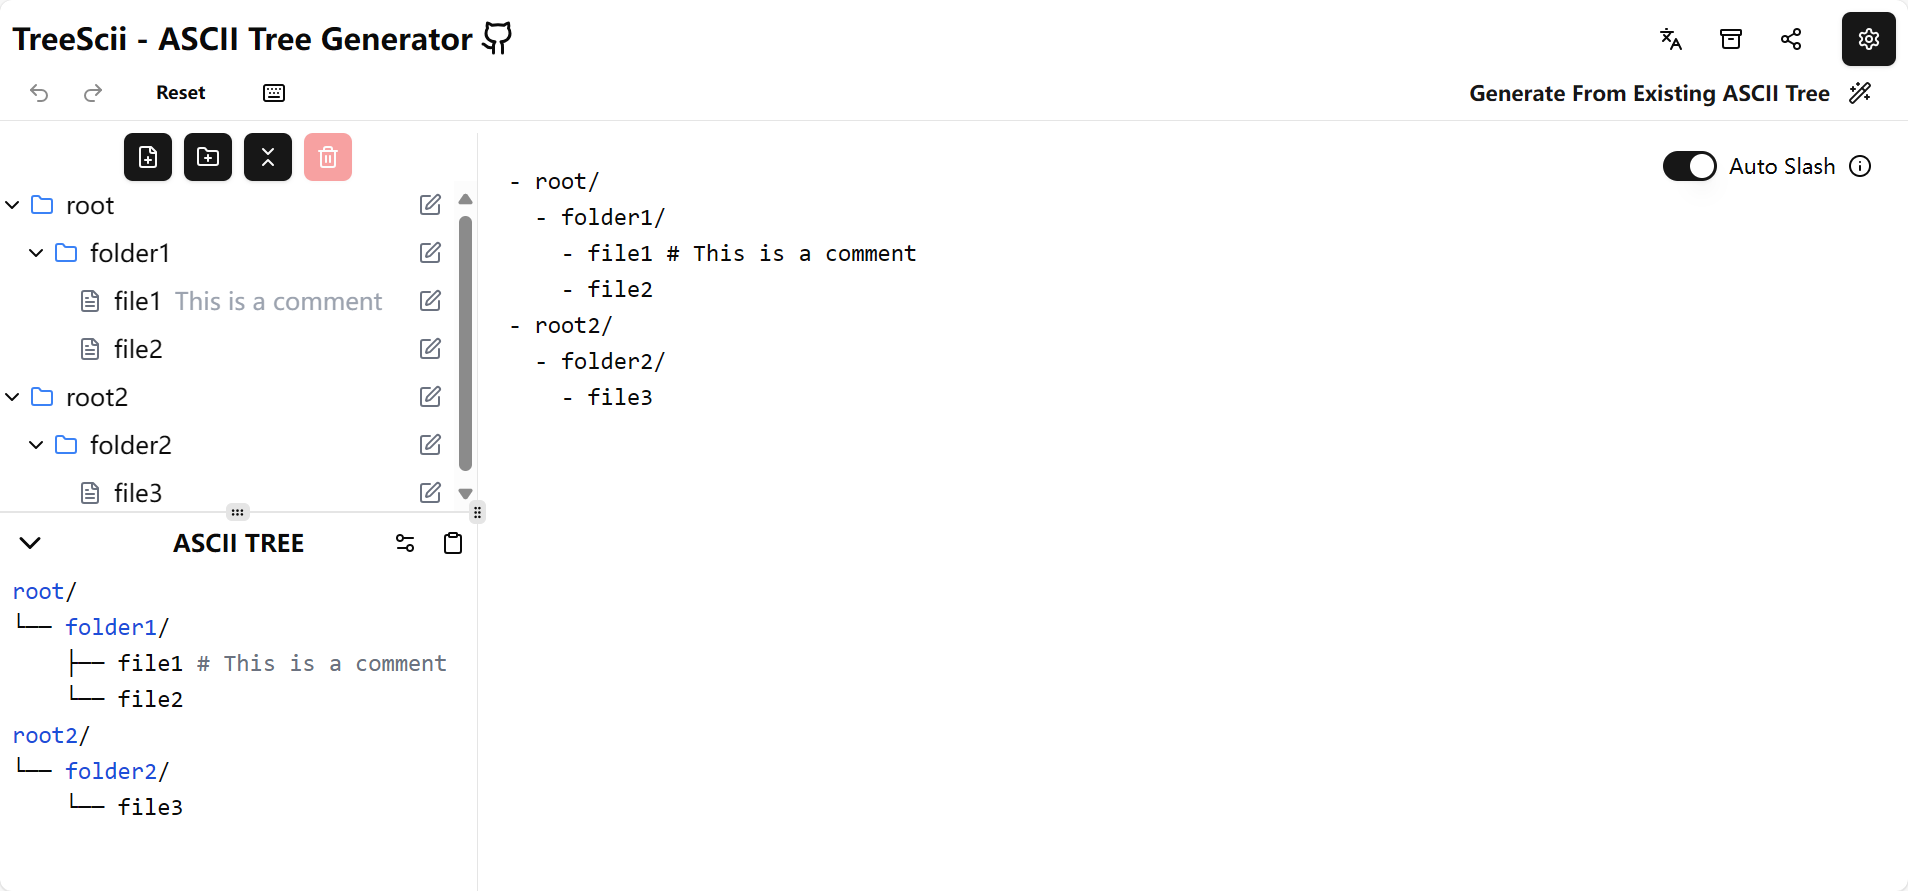 TreeScii - ASCII Tree Generator
Reset
Generate From Existing ASCII Tree
root
folder1
file1 This is a comment
file2
root2
folder2
file3
ASCII TREE
root/
└── folder1/
    ├── file1 # This is a comment
    └── file2
root2/
└── folder2/
    └── file3
Auto Slash
- root/
  - folder1/
    - file1 # This is a comment
    - file2
- root2/
  - folder2/
    - file3